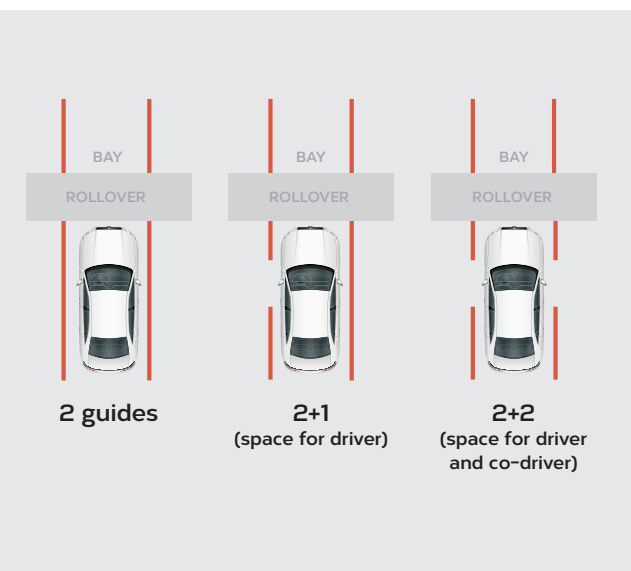 BAY
ROLLOVER
2 guides
BAY
ROLLOVER
2+1
(space for driver)
BAY
ROLLOVER
2+2
(space for driver
and co-driver)